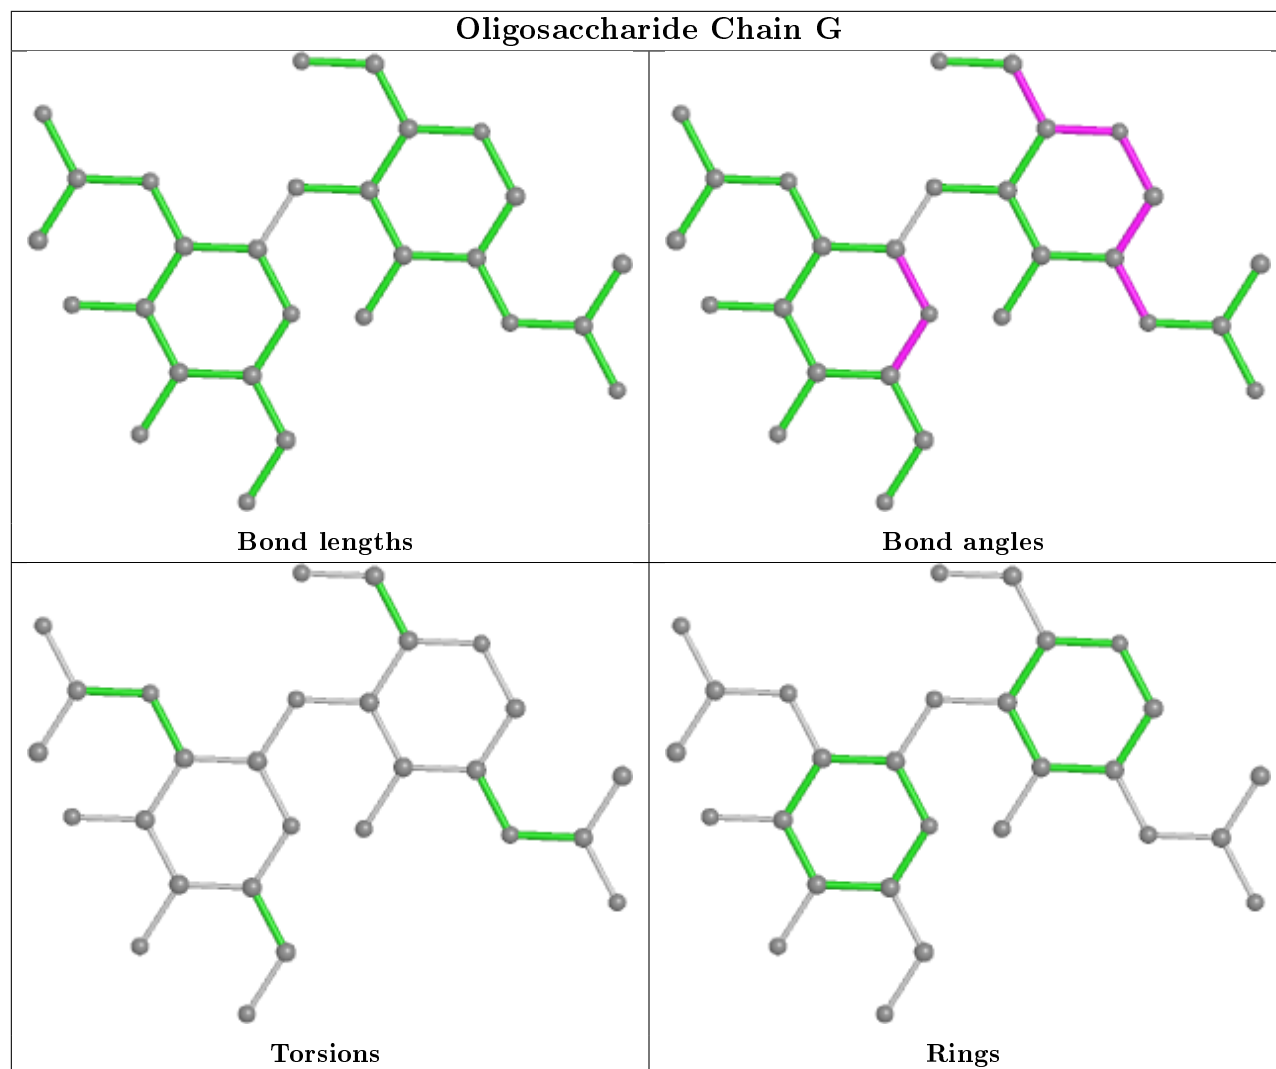 Oligosaccharide Chain G
Bond lengths
Bond angles
Torsions
Rings